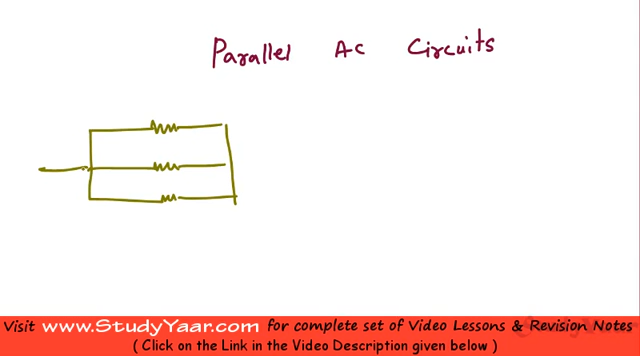 Parallel AC Circuits
Visit www.StudyYaar.com for complete set of Video Lessons & Revision Notes
( Click on the Link in the Video Description given below )